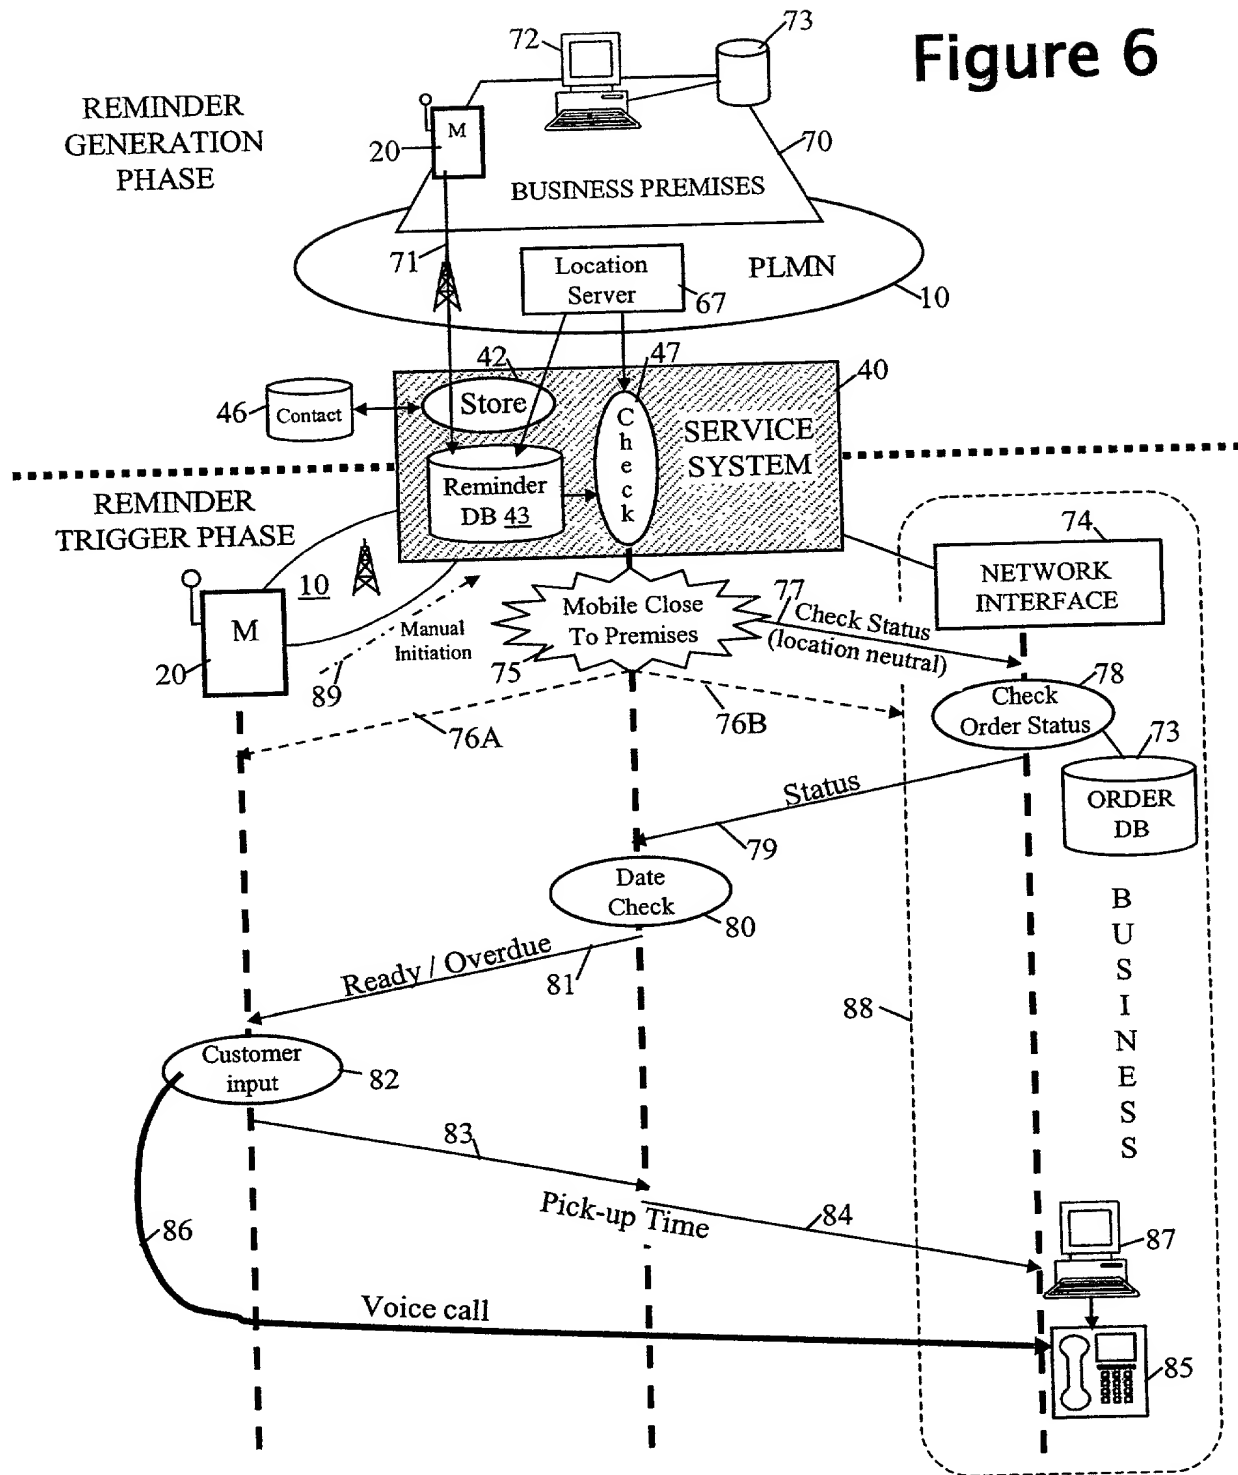 Figure 6
72
73
REMINDER
GENERATION
PHASE
M
20
70
BUSINESS PREMISES
71
Location
Server
PLMN
67
10
42
47
40
46
Contact
Store
Check
SERVICE
SYSTEM
REMINDER
TRIGGER PHASE
Reminder
DB 43
74
NETWORK
INTERFACE
10
M
20
Manual
Initiation
89
Mobile Close
To Premises
75
77
Check Status
(location neutral)
78
Check
Order Status
76A
76B
73
ORDER
DB
Status
79
Date
Check
80
BUSINESS
Ready / Overdue
81
88
Customer
input
82
83
Pick-up Time
84
86
87
Voice call
85